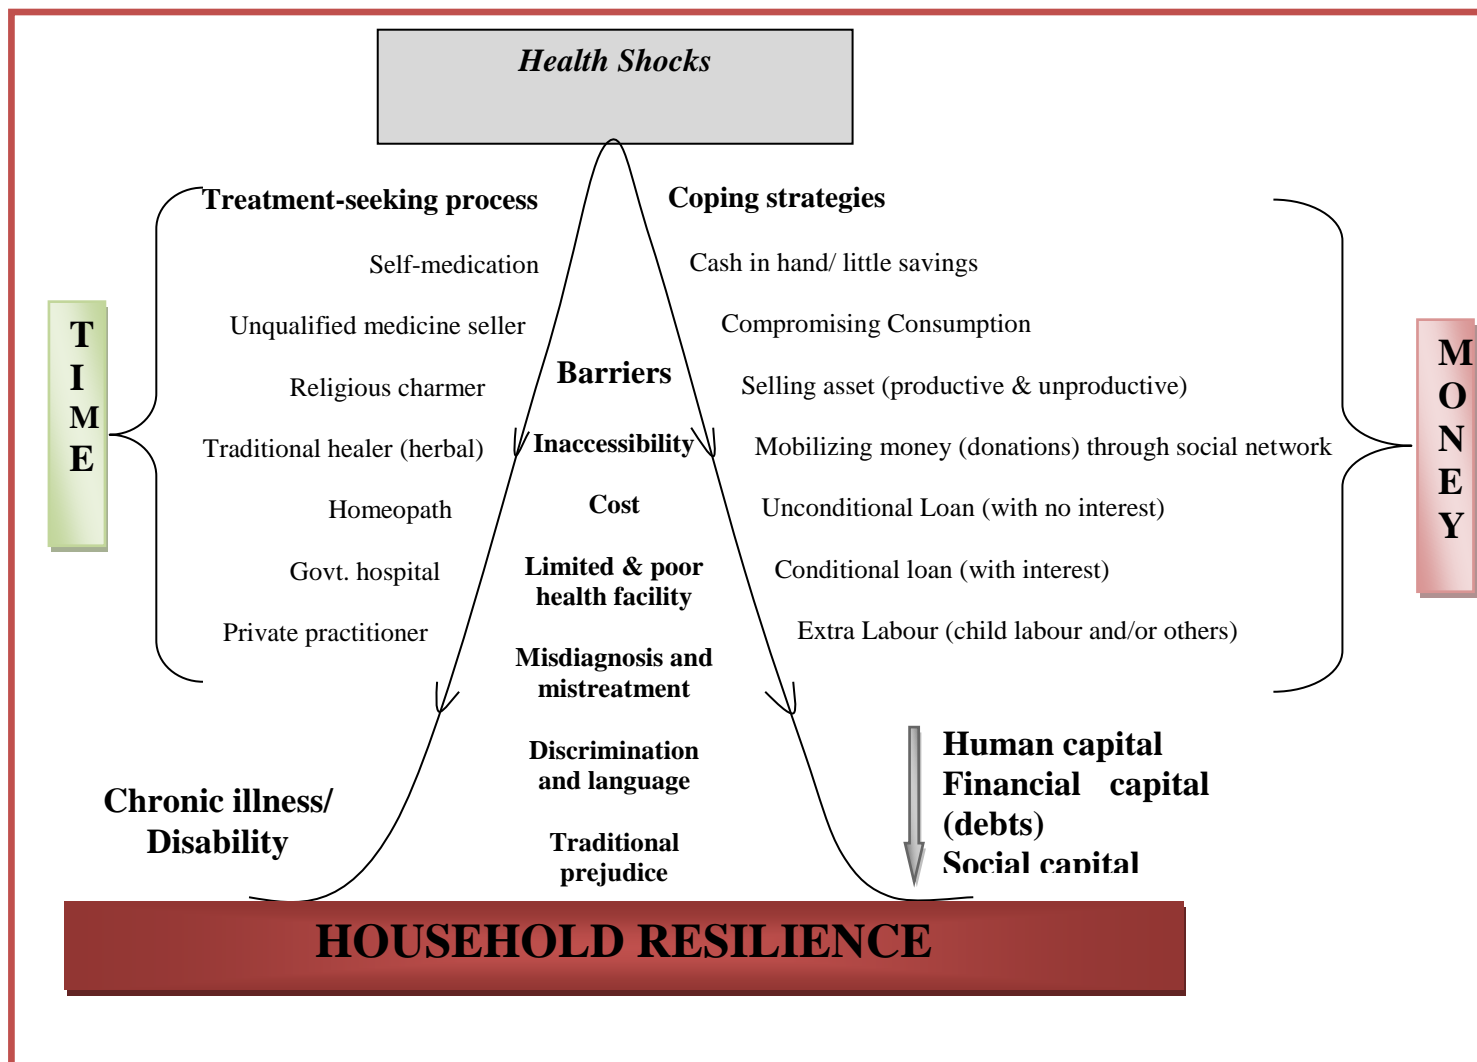 Health Shocks
Treatment-seeking process
Self-medication
Unqualified medicine seller
Religious charmer
Traditional healer (herbal)
Homeopath
Govt. hospital
Private practitioner
TIME
Coping strategies
Cash in hand/ little savings
Compromising Consumption
Selling asset (productive & unproductive)
Mobilizing money (donations) through social network
Unconditional Loan (with no interest)
Conditional loan (with interest)
Extra Labour (child labour and/or others)
MONEY
Barriers
Inaccessibility
Cost
Limited & poor
health facility
Misdiagnosis and
mistreatment
Discrimination
and language
Traditional
prejudice
Chronic illness/
Disability
Human capital
Financial capital
(debts)
Social capital
HOUSEHOLD RESILIENCE